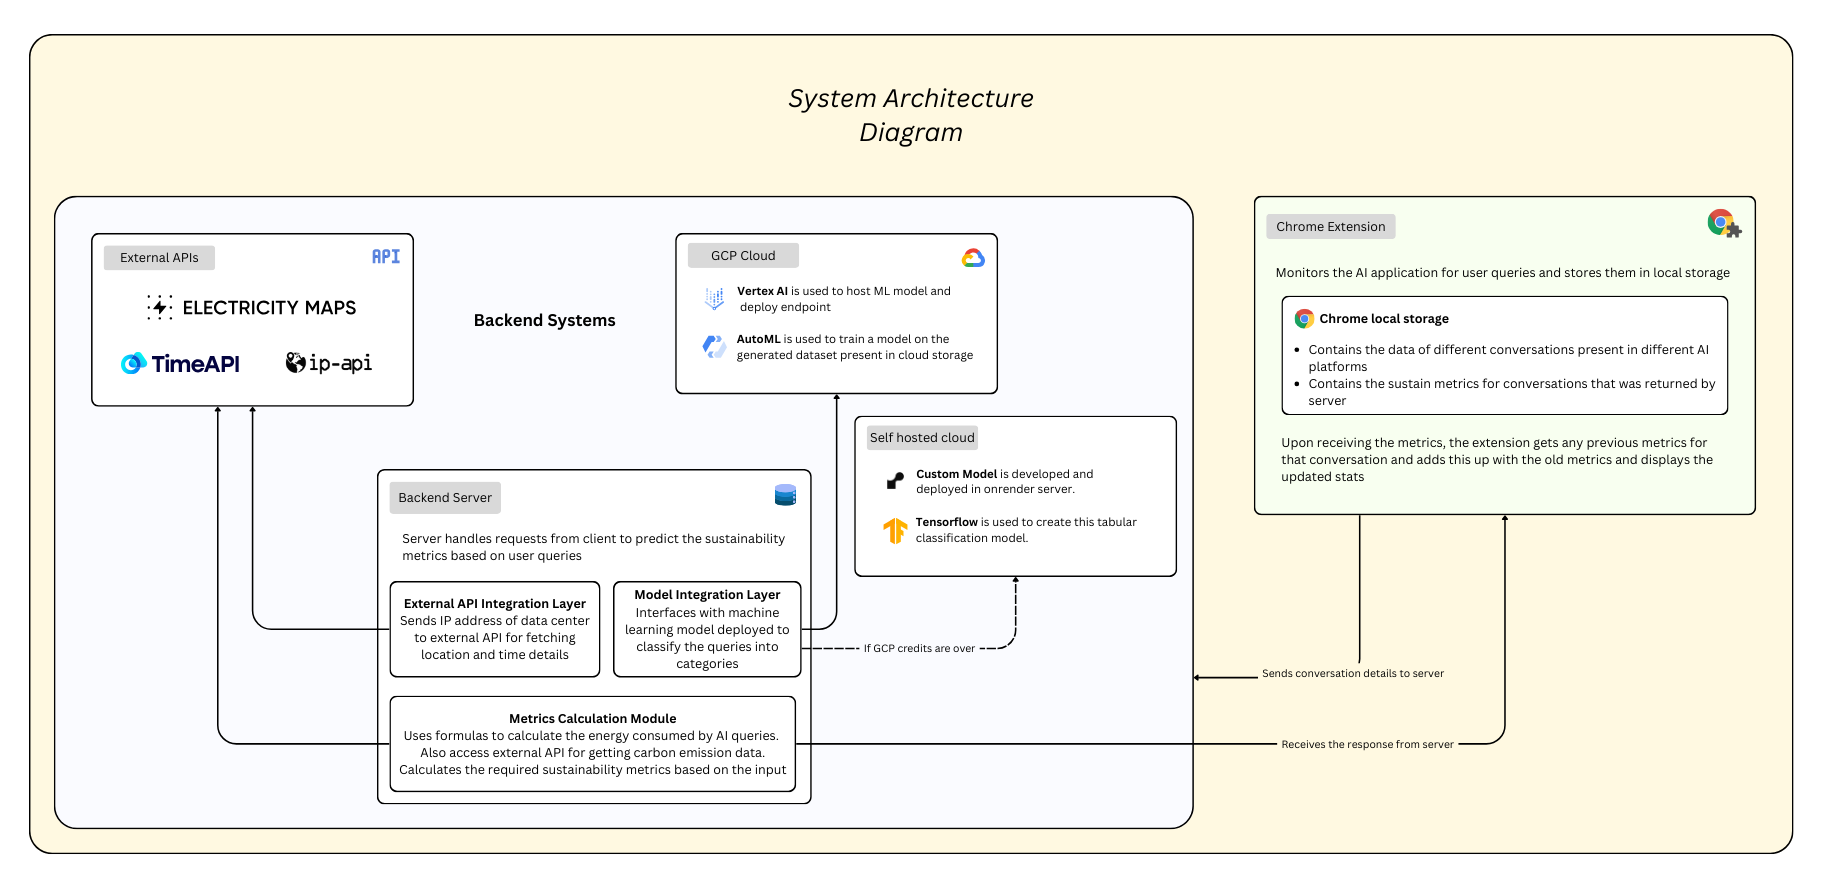 System Architecture
Diagram
External APIs
API
ELECTRICITY MAPS
TimeAPI
ip-api
Backend Systems
GCP Cloud
Vertex AI is used to host ML model and
deploy endpoint
AutoML is used to train a model on the
generated dataset present in cloud storage
Self hosted cloud
Custom Model is developed and
deployed in onrender server.
Tensorflow is used to create this tabular
classification model.
Backend Server
Server handles requests from client to predict the sustainability
metrics based on user queries
External API Integration Layer
Sends IP address of data center
to external API for fetching
location and time details
Model Integration Layer
Interfaces with machine
learning model deployed to
classify the queries into
categories
If GCP credits are over
Metrics Calculation Module
Uses formulas to calculate the energy consumed by AI queries.
Also access external API for getting carbon emission data.
Calculates the required sustainability metrics based on the input
Chrome Extension
Monitors the AI application for user queries and stores them in local storage
Chrome local storage
• Contains the data of different conversations present in different AI
platforms
• Contains the sustain metrics for conversations that was returned by
server
Upon receiving the metrics, the extension gets any previous metrics for
that conversation and adds this up with the old metrics and displays the
updated stats
Sends conversation details to server
Receives the response from server